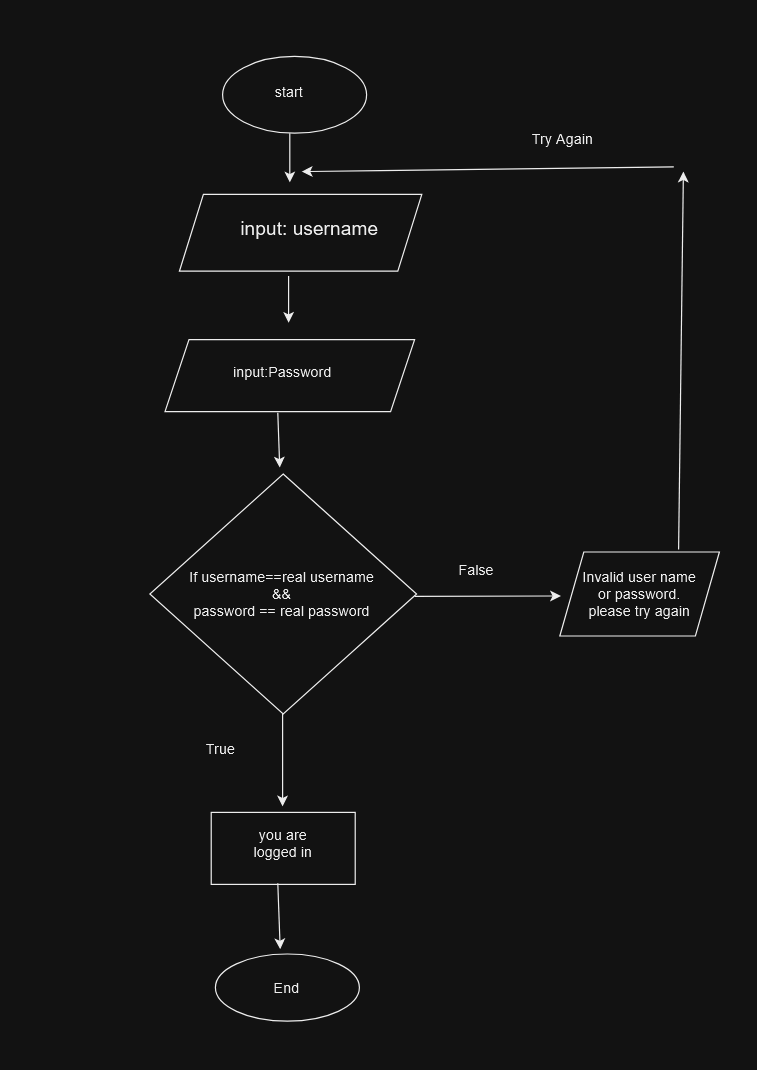 start
Try Again
input: username
input:Password
If username==real username
&&
password == real password
False
Invalid user name
or password.
please try again
True
you are
logged in
End